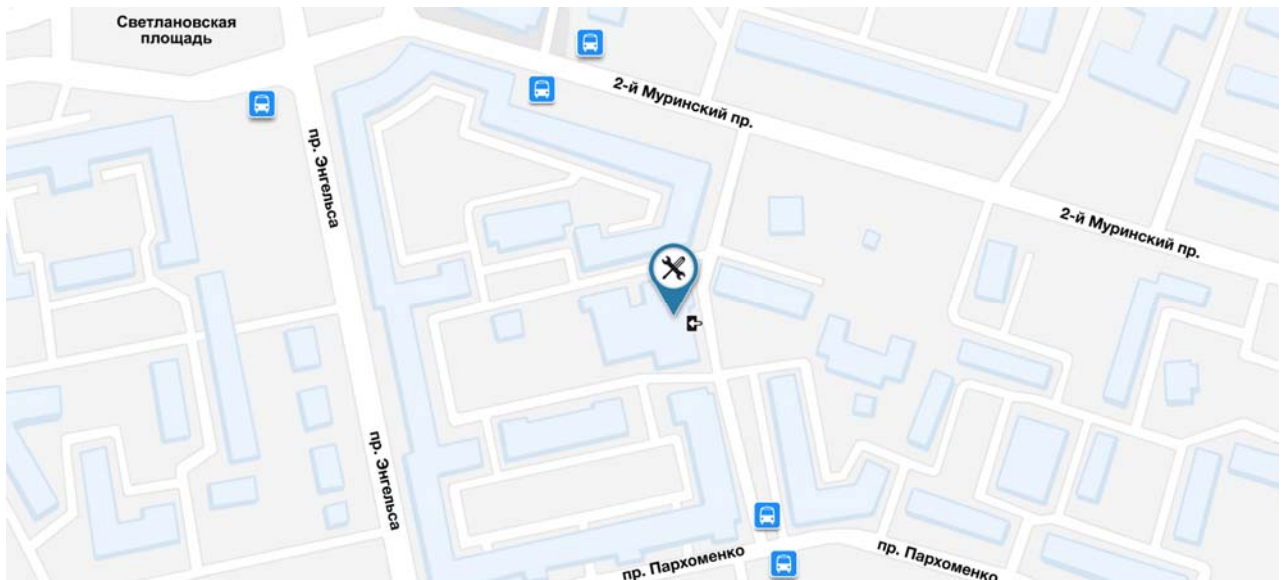 Светлановская
площадь
2-й Муринский пр.
пр. Энгельса
2-й Муринский пр.
пр. Энгельса
пр. Пархоменко
пр. Пархоменко